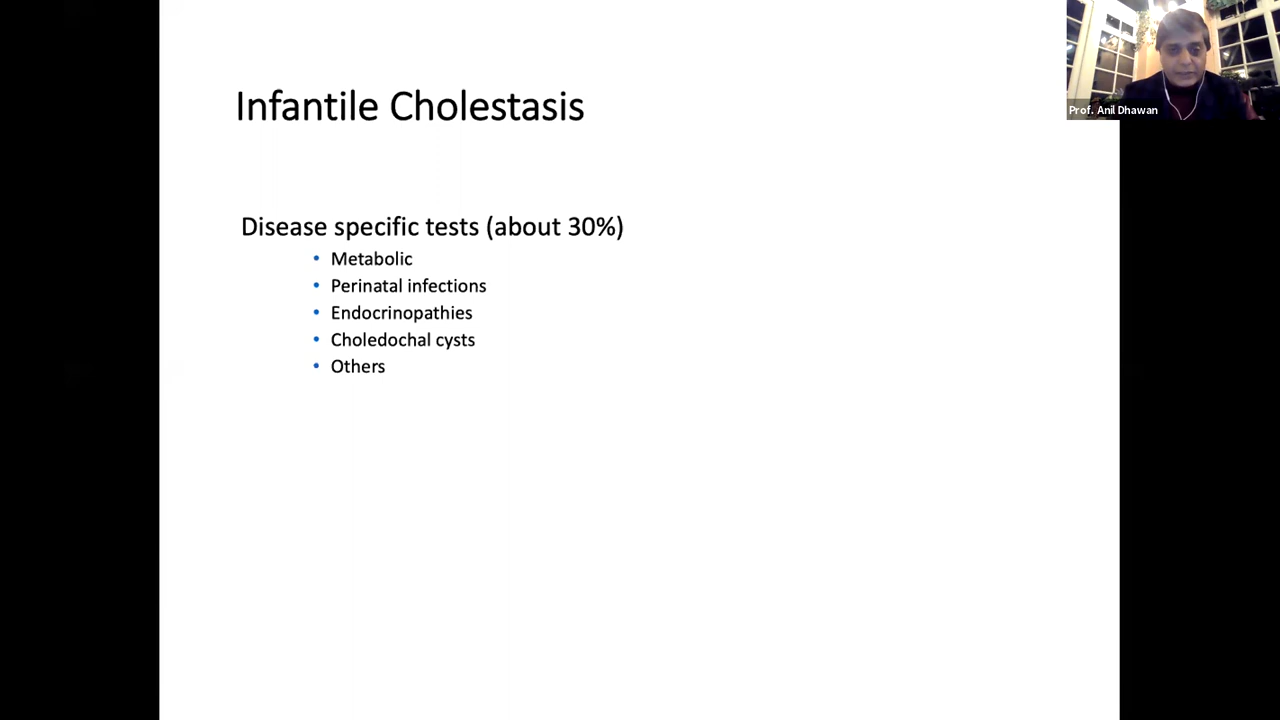 Infantile Cholestasis
Prof. Anil Dhawan
Disease specific tests (about 30%)
• Metabolic
• Perinatal infections
• Endocrinopathies
• Choledochal cysts
• Others